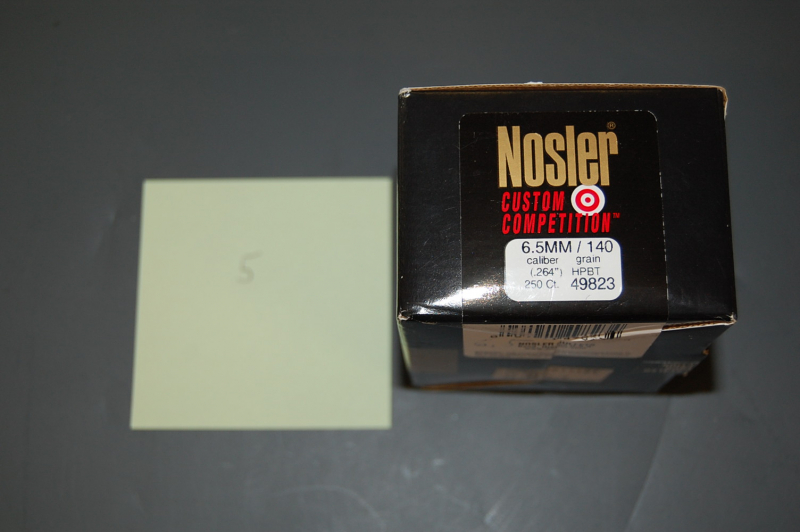 5
Nosler®
CUSTOM
COMPETITION™
6.5MM / 140
caliber grain
(.264") HPBT
250 Ct. 49823